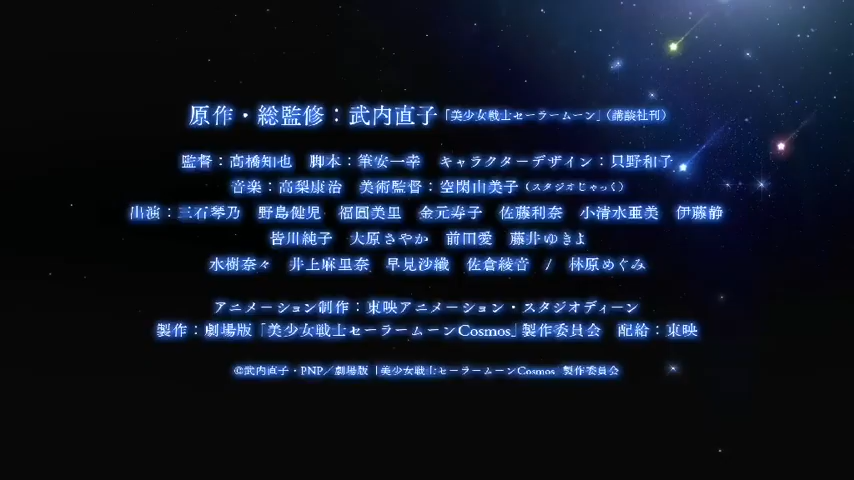 原作・総監修：武内直子「美少女戦士セーラームーン」（講談社刊）
監督：高橋知也　脚本：筆安一幸　キャラクターデザイン：只野和子
音楽：高梨康治　美術監督：空閑由美子（スタジオじゃっく）
出演：三石琴乃　野島健児　福圓美里　金元寿子　佐藤利奈　小清水亜美　伊藤静
皆川純子　大原さやか　前田愛　藤井ゆきよ
水樹奈々　井上麻里奈　早見沙織　佐倉綾音　/　林原めぐみ
アニメーション制作：東映アニメーション・スタジオディーン
製作：劇場版「美少女戦士セーラームーンCosmos」製作委員会　配給：東映
©武内直子・PNP／劇場版「美少女戦士セーラームーンCosmos」製作委員会